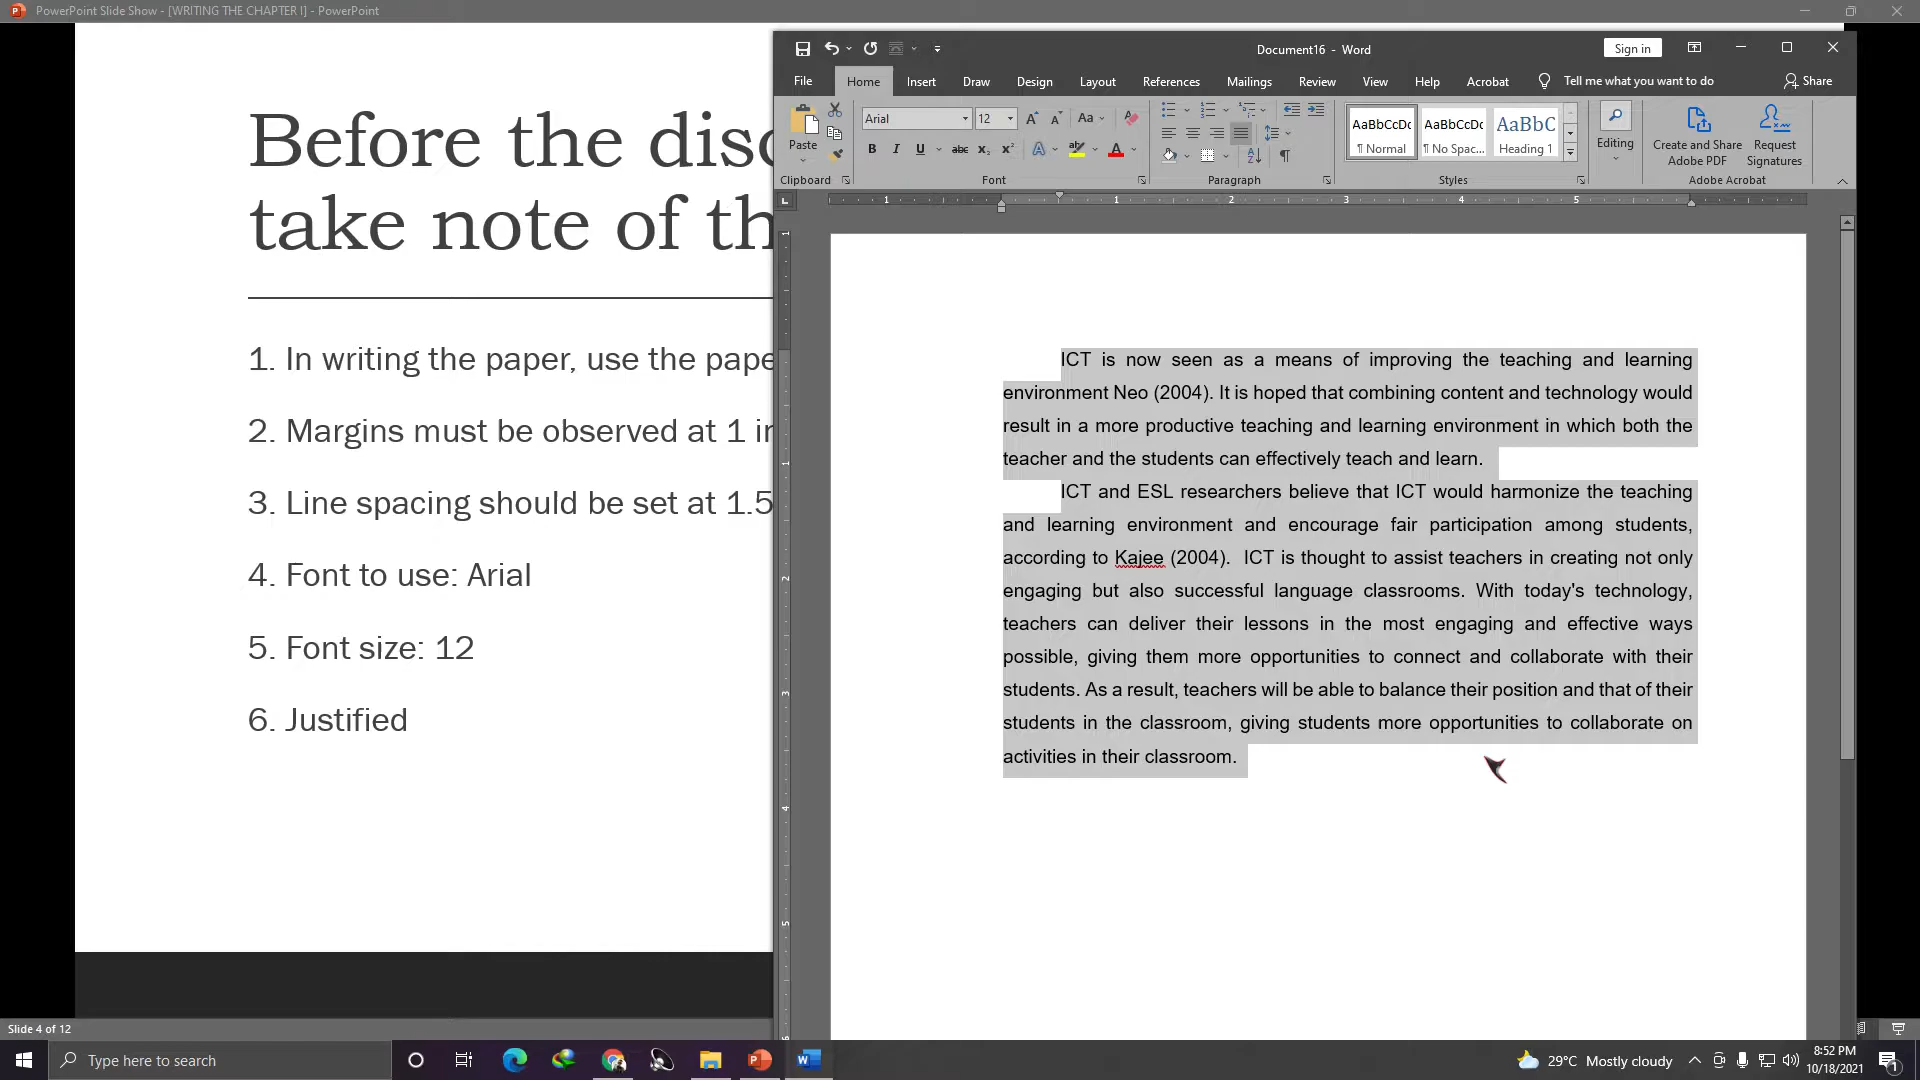 PowerPoint Slide Show - [WRITING THE CHAPTER I] - PowerPoint
Before the disc
take note of th
1. In writing the paper, use the pape
2. Margins must be observed at 1 in
3. Line spacing should be set at 1.5
4. Font to use: Arial
5. Font size: 12
6. Justified
Slide 4 of 12
Document16 - Word
Sign in
File Home Insert Draw Design Layout References Mailings Review View Help Acrobat Tell me what you want to do Share
Paste
Clipboard
Arial 12
Font
Paragraph
AaBbCcDc AaBbCcDc AaBbC
¶ Normal ¶ No Spac... Heading 1
Styles
Editing
Create and Share
Adobe PDF
Request
Signatures
Adobe Acrobat
1 1 2 3 4 5
ICT is now seen as a means of improving the teaching and learning
environment Neo (2004). It is hoped that combining content and technology would
result in a more productive teaching and learning environment in which both the
teacher and the students can effectively teach and learn.
ICT and ESL researchers believe that ICT would harmonize the teaching
and learning environment and encourage fair participation among students,
according to Kajee (2004). ICT is thought to assist teachers in creating not only
engaging but also successful language classrooms. With today's technology,
teachers can deliver their lessons in the most engaging and effective ways
possible, giving them more opportunities to connect and collaborate with their
students. As a result, teachers will be able to balance their position and that of their
students in the classroom, giving students more opportunities to collaborate on
activities in their classroom.
Type here to search
29°C Mostly cloudy
8:52 PM
10/18/2021